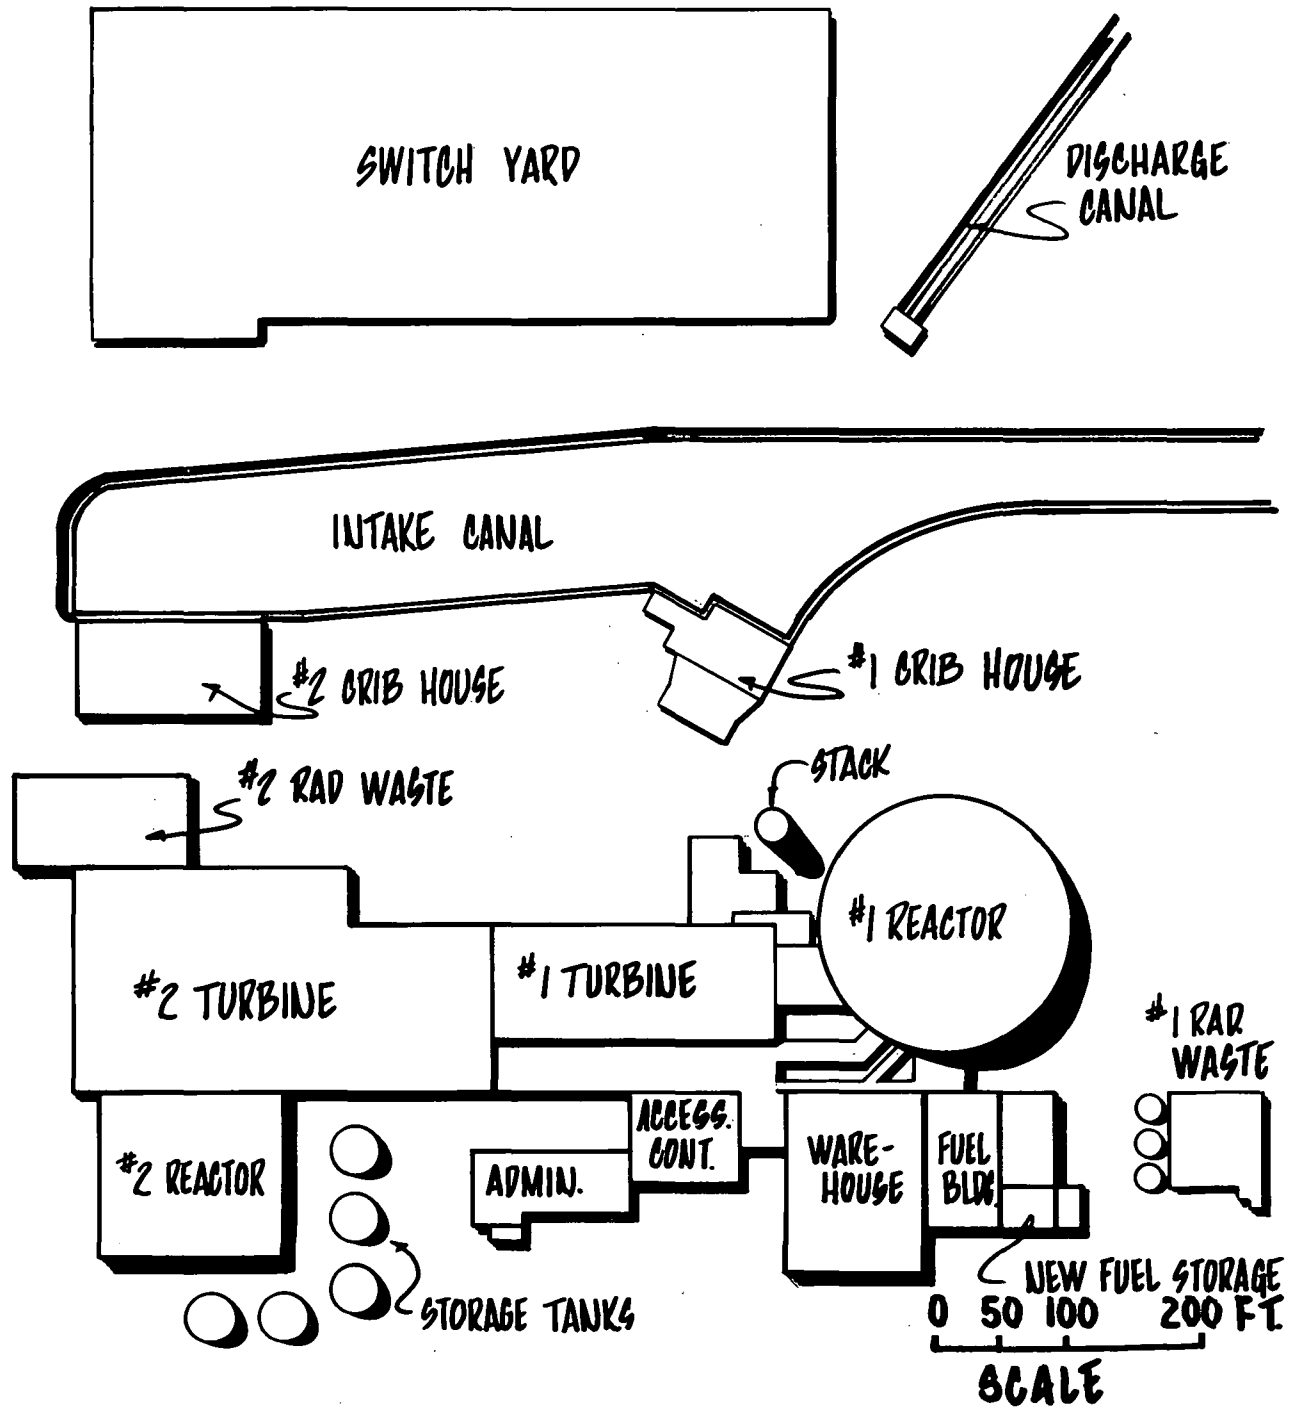 SWITCH YARD
DISCHARGE
CANAL
INTAKE CANAL
#2 CRIB HOUSE
#1 CRIB HOUSE
STACK
#2 RAD WASTE
#1 REACTOR
#2 TURBINE
#1 TURBINE
#1 RAD
WASTE
ACCESS.
CONT.
#2 REACTOR
ADMIN.
WARE-
HOUSE
FUEL
BLDG.
NEW FUEL STORAGE
STORAGE TANKS
0 50 100 200 FT.
SCALE